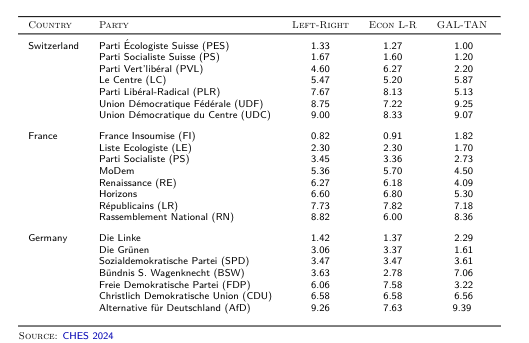 Country Party Left-Right Econ L-R GAL-TAN
Switzerland Parti Écologiste Suisse (PES) 1.33 1.27 1.00
Parti Socialiste Suisse (PS) 1.67 1.60 1.20
Parti Vert'libéral (PVL) 4.60 6.27 2.20
Le Centre (LC) 5.47 5.20 5.87
Parti Libéral-Radical (PLR) 7.67 8.13 5.13
Union Démocratique Fédérale (UDF) 8.75 7.22 9.25
Union Démocratique du Centre (UDC) 9.00 8.33 9.07
France France Insoumise (FI) 0.82 0.91 1.82
Liste Ecologiste (LE) 2.30 2.30 1.70
Parti Socialiste (PS) 3.45 3.36 2.73
MoDem 5.36 5.70 4.50
Renaissance (RE) 6.27 6.18 4.09
Horizons 6.60 6.80 5.30
Républicains (LR) 7.73 7.82 7.18
Rassemblement National (RN) 8.82 6.00 8.36
Germany Die Linke 1.42 1.37 2.29
Die Grünen 3.06 3.37 1.61
Sozialdemokratische Partei (SPD) 3.47 3.47 3.61
Bündnis S. Wagenknecht (BSW) 3.63 2.78 7.06
Freie Demokratische Partei (FDP) 6.06 7.58 3.22
Christlich Demokratische Union (CDU) 6.58 6.58 6.56
Alternative für Deutschland (AfD) 9.26 7.63 9.39
Source: CHES 2024